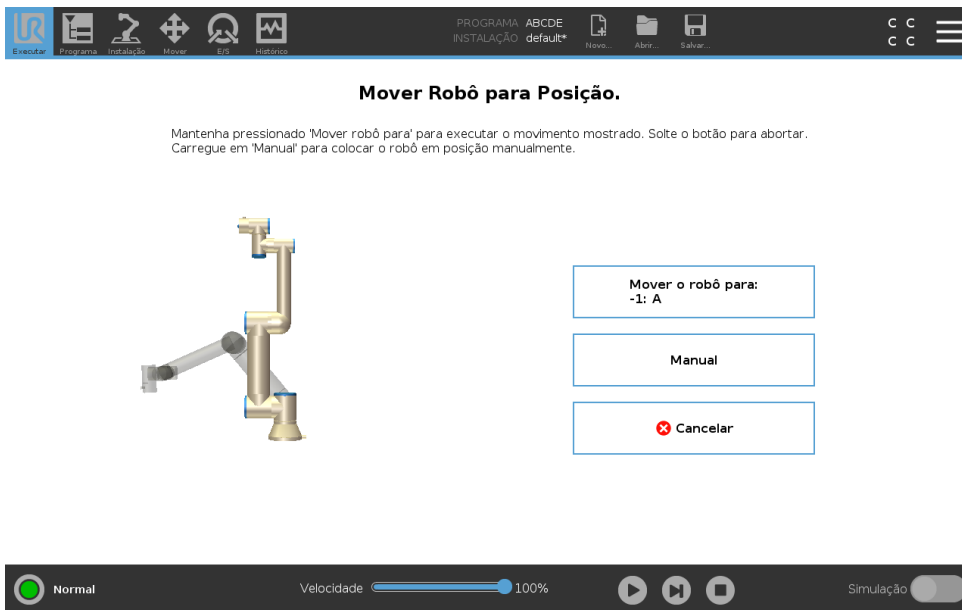 UR
Executar
Programa
Instalação
Mover
E/S
Histórico
PROGRAMA ABCDE
INSTALAÇÃO default*
Novo...
Abrir...
Salvar...
C C
C C
Mover Robô para Posição.
Mantenha pressionado 'Mover robô para' para executar o movimento mostrado. Solte o botão para abortar.
Carregue em 'Manual' para colocar o robô em posição manualmente.
Mover o robô para:
-1: A
Manual
Cancelar
Normal
Velocidade 100%
Simulação